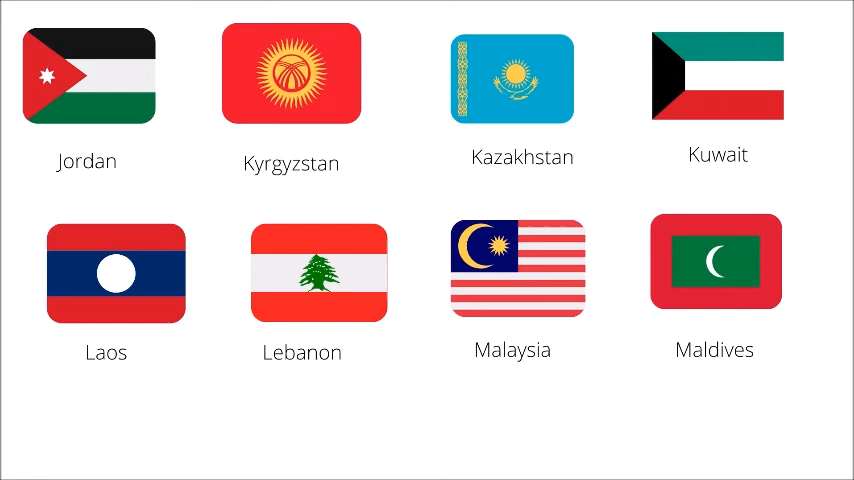 Jordan
Kyrgyzstan
Kazakhstan
Kuwait
Laos
Lebanon
Malaysia
Maldives